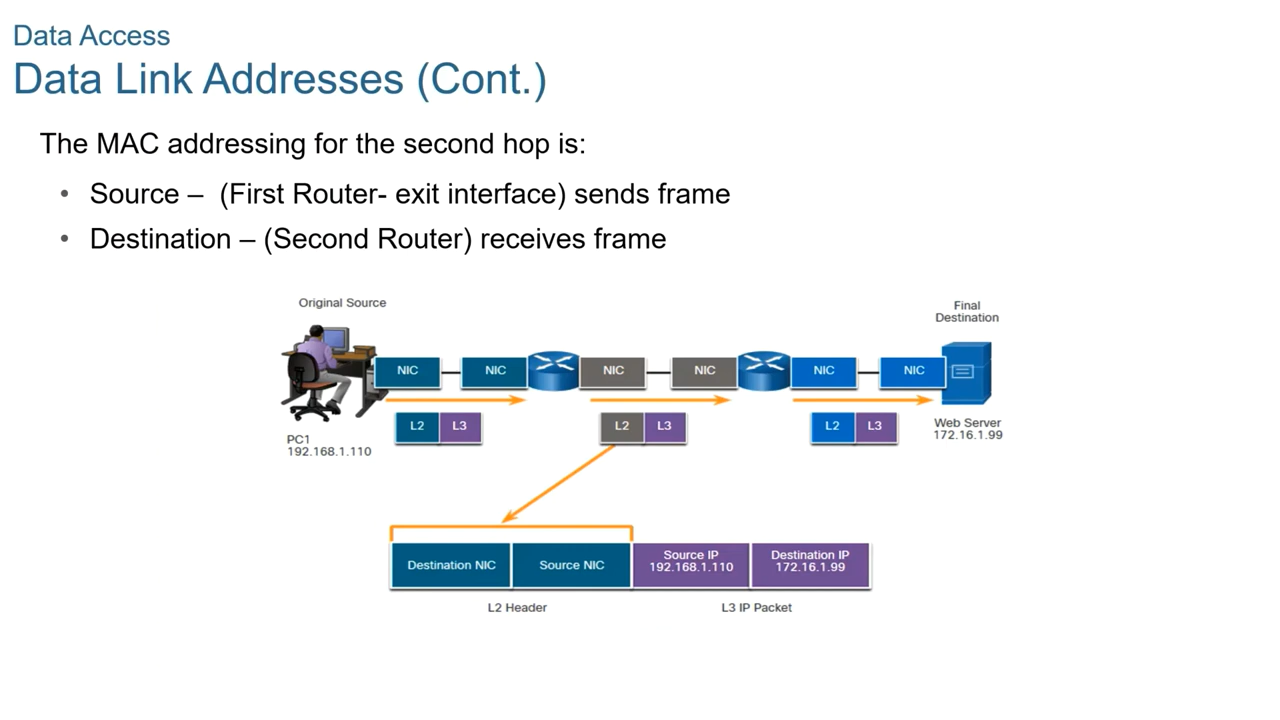 Data Access
Data Link Addresses (Cont.)
The MAC addressing for the second hop is:
• Source – (First Router- exit interface) sends frame
• Destination – (Second Router) receives frame
Original Source
Final
Destination
NIC
NIC
NIC
NIC
NIC
NIC
L2
L3
L2
L3
L2
L3
PC1
192.168.1.110
Web Server
172.16.1.99
Destination NIC
Source NIC
Source IP
192.168.1.110
Destination IP
172.16.1.99
L2 Header
L3 IP Packet